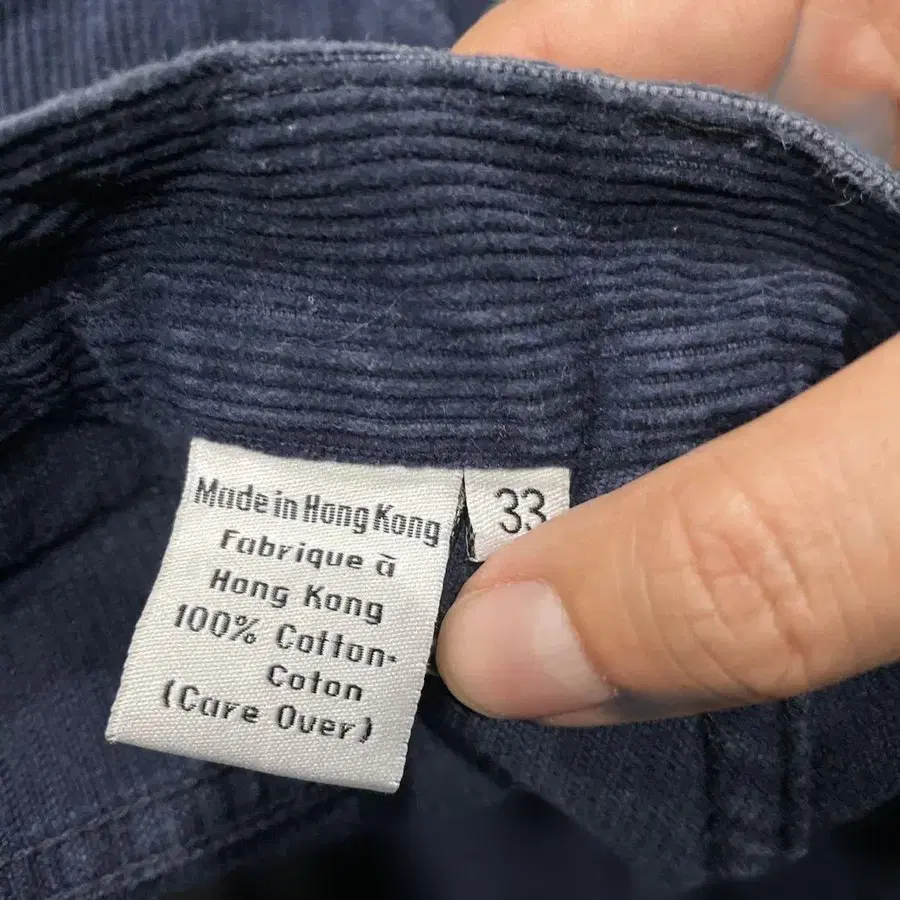 Made in Hong Kong
Fabrique à
Hong Kong
100% Cotton-
Coton
(Care Over)
33